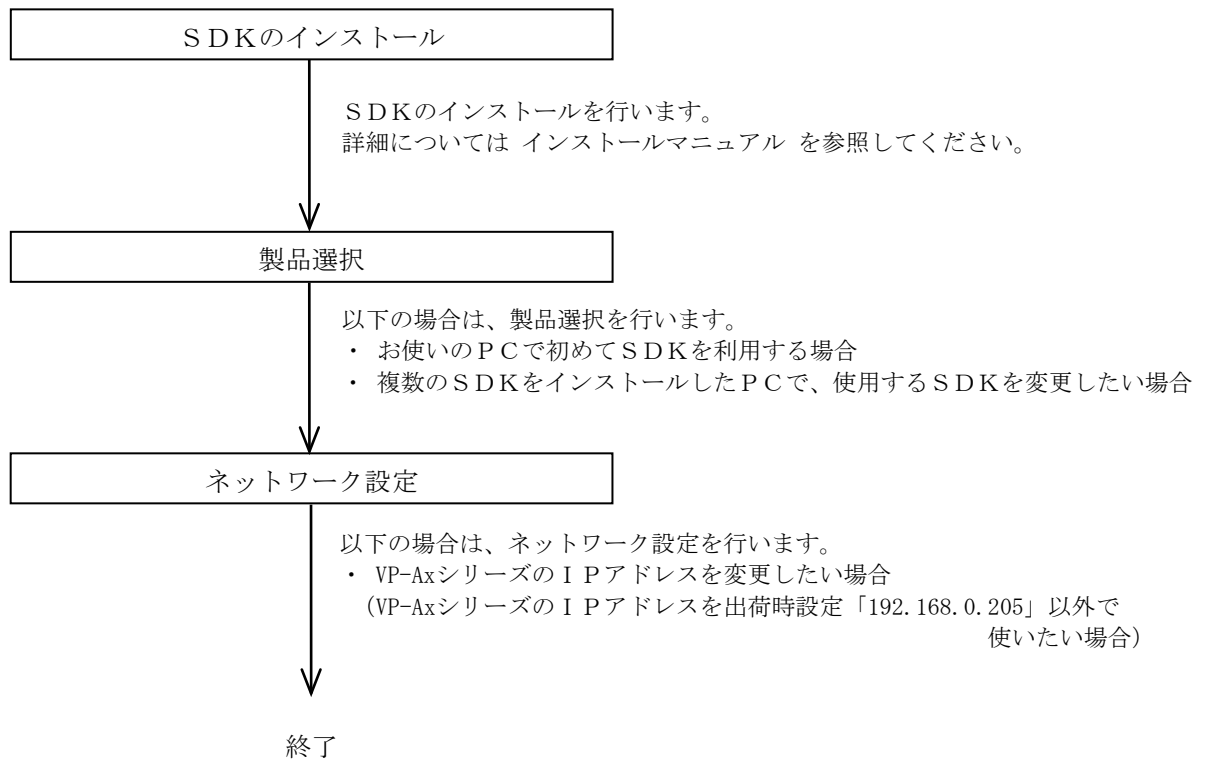 ＳＤＫのインストール
ＳＤＫのインストールを行います。
詳細については インストールマニュアル を参照してください。
製品選択
以下の場合は、製品選択を行います。
・ お使いのＰＣで初めてＳＤＫを利用する場合
・ 複数のＳＤＫをインストールしたＰＣで、使用するＳＤＫを変更したい場合
ネットワーク設定
以下の場合は、ネットワーク設定を行います。
・ VP-AxシリーズのＩＰアドレスを変更したい場合
(VP-AxシリーズのＩＰアドレスを出荷時設定「192.168.0.205」以外で
使いたい場合)
終了